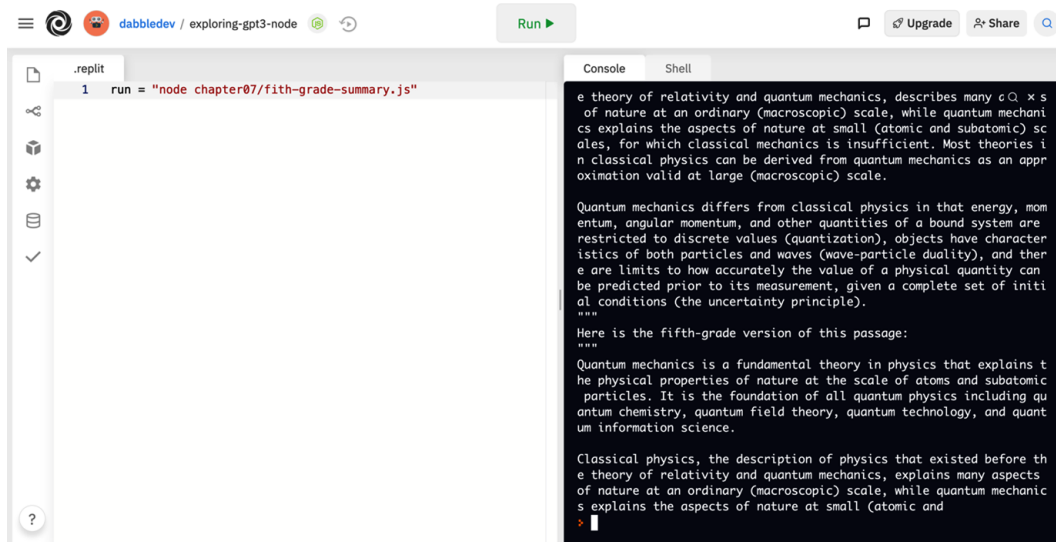 dabbledev / exploring-gpt3-node
Run
Upgrade
Share
.replit
1 run = "node chapter07/fith-grade-summary.js"
Console Shell
e theory of relativity and quantum mechanics, describes many s
of nature at an ordinary (macroscopic) scale, while quantum mechani
cs explains the aspects of nature at small (atomic and subatomic) sc
ales, for which classical mechanics is insufficient. Most theories i
n classical physics can be derived from quantum mechanics as an appr
oximation valid at large (macroscopic) scale.
Quantum mechanics differs from classical physics in that energy, mom
entum, angular momentum, and other quantities of a bound system are
restricted to discrete values (quantization), objects have character
istics of both particles and waves (wave-particle duality), and ther
e are limits to how accurately the value of a physical quantity can
be predicted prior to its measurement, given a complete set of initi
al conditions (the uncertainty principle).
"""
Here is the fifth-grade version of this passage:
"""
Quantum mechanics is a fundamental theory in physics that explains t
he physical properties of nature at the scale of atoms and subatomic
particles. It is the foundation of all quantum physics including qu
antum chemistry, quantum field theory, quantum technology, and quant
um information science.
Classical physics, the description of physics that existed before th
e theory of relativity and quantum mechanics, explains many aspects
of nature at an ordinary (macroscopic) scale, while quantum mechanic
s explains the aspects of nature at small (atomic and
>
?